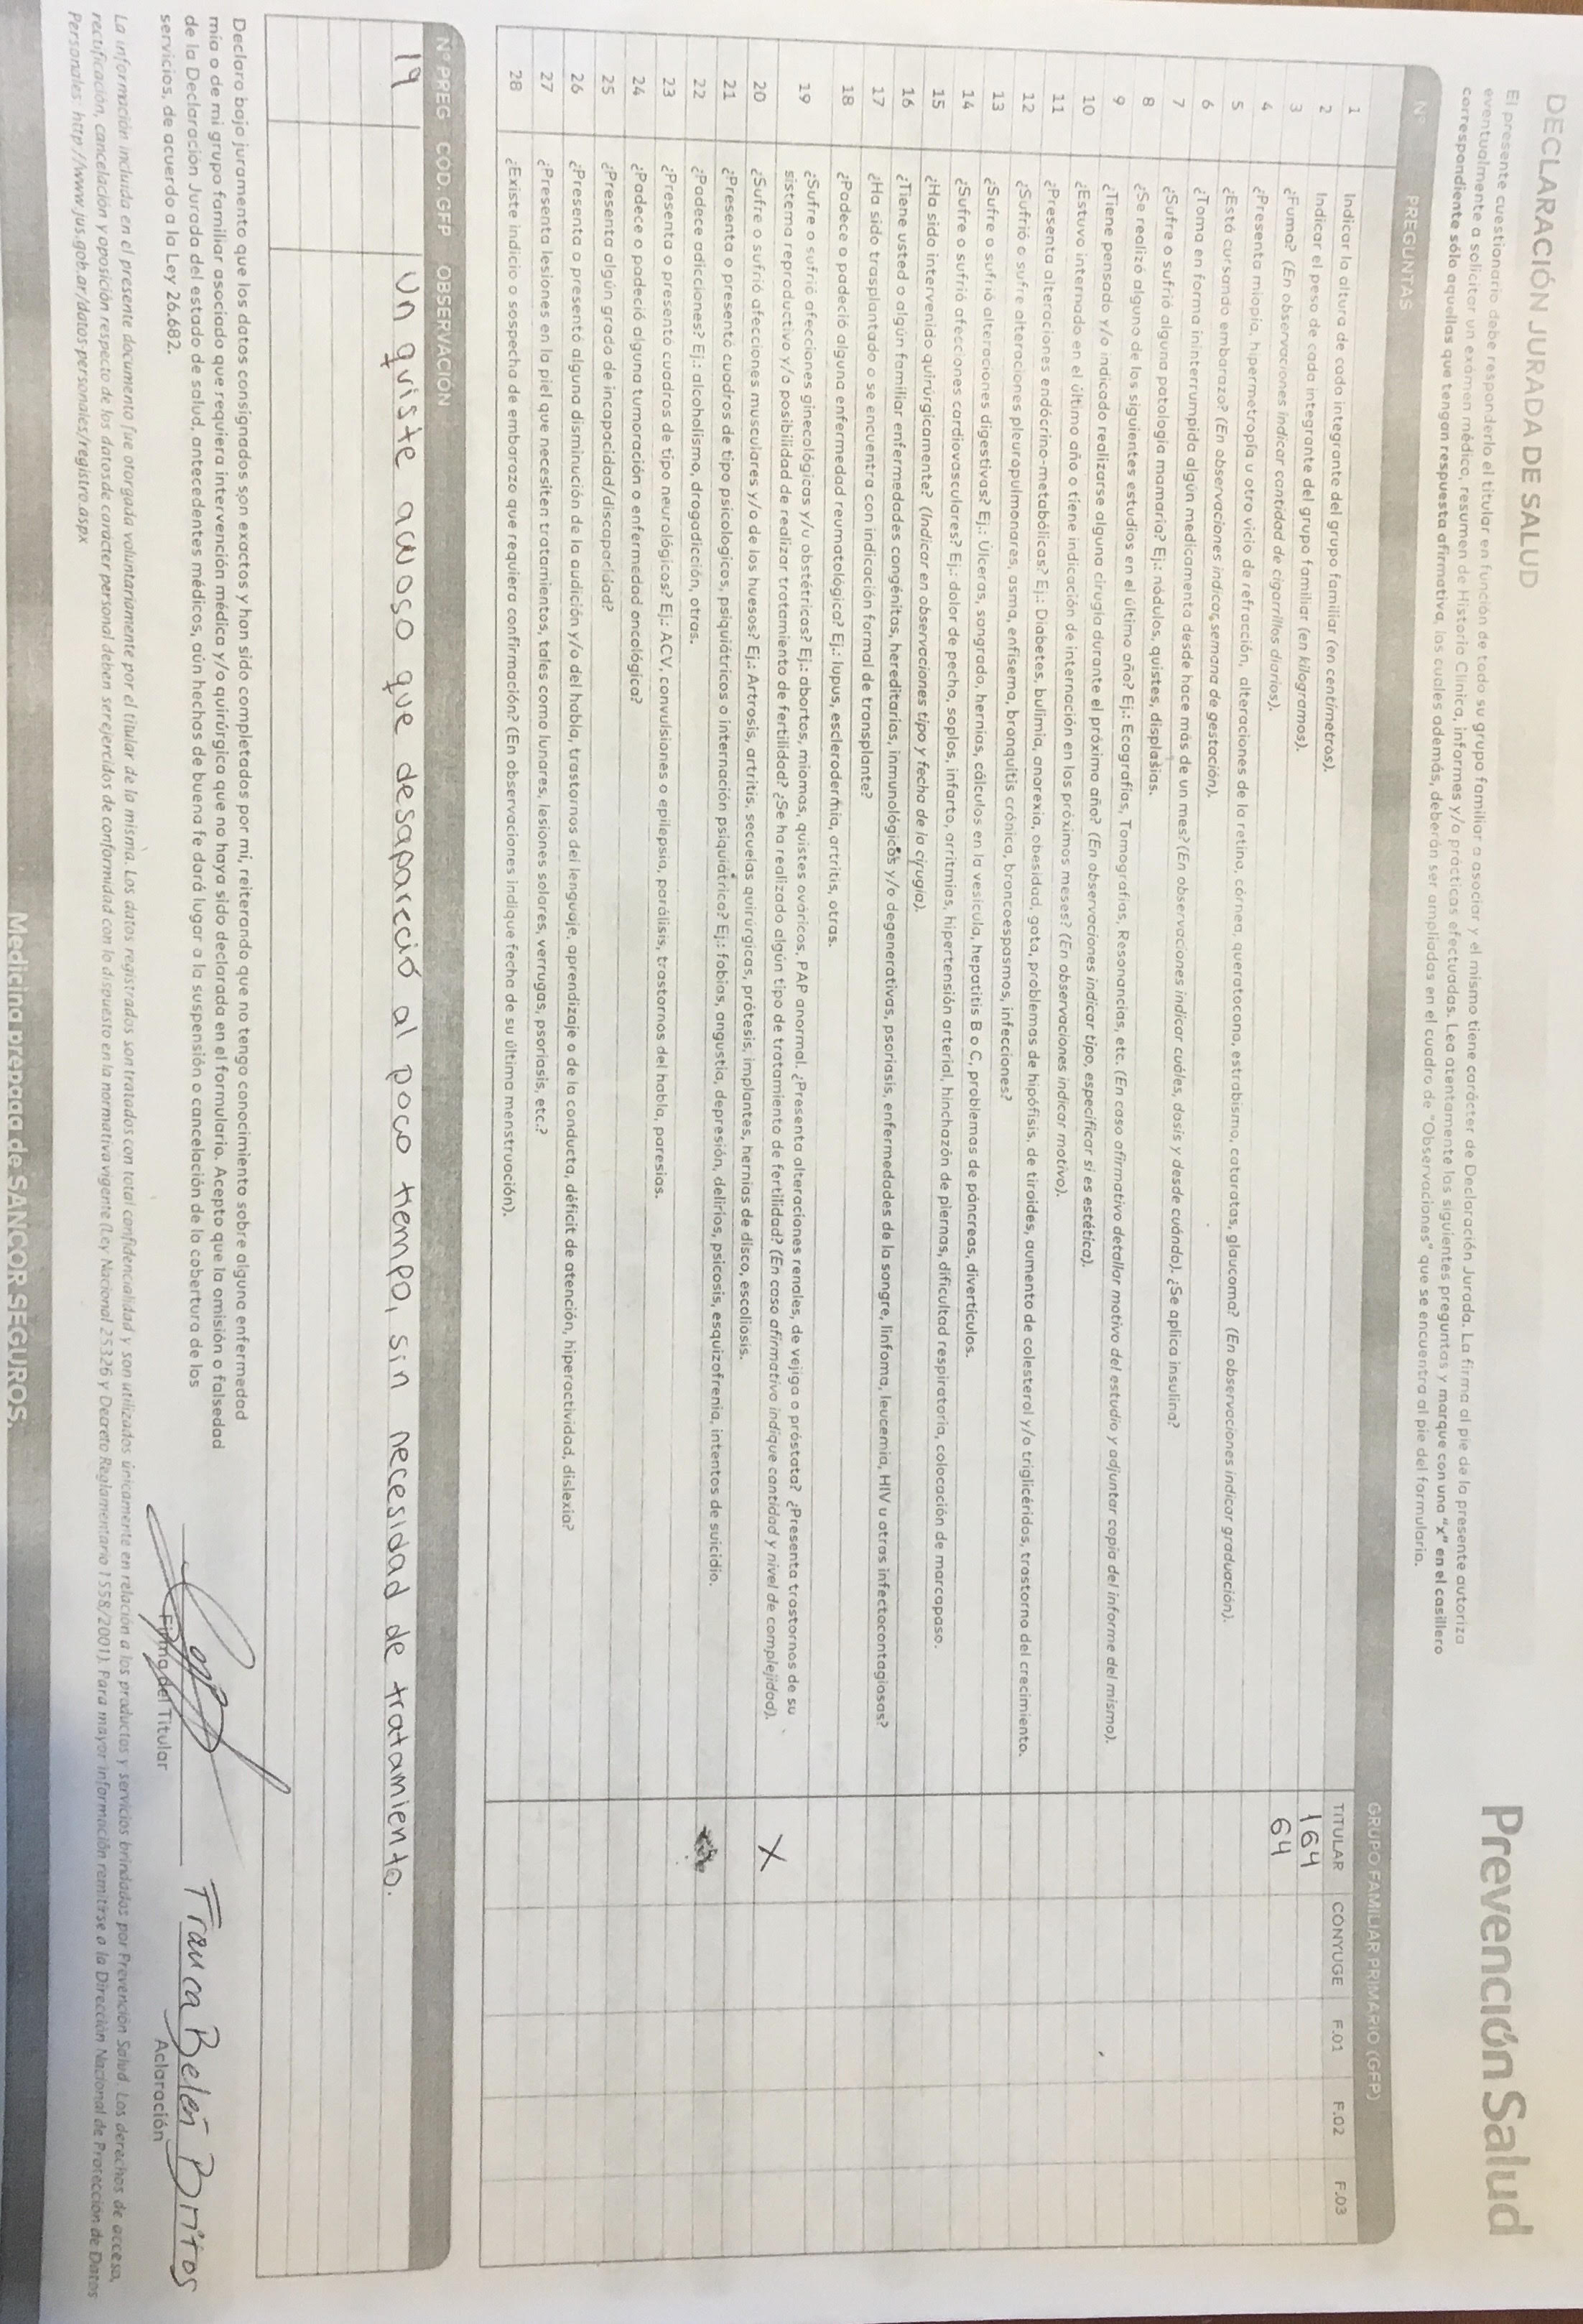 DECLARACIÓN JURADA DE SALUD
Prevención Salud
El presente cuestionario debe responderlo el titular en función de todo su grupo familiar a asociar y el mismo tiene carácter de Declaración Jurada. La firma al pie de la presente autoriza
eventualmente a solicitar un exámen médico, resumen de Historia Clínica, informes y/o prácticas efectuadas. Lea atentamente las siguientes preguntas y marque con una "x" en el casillero
correspondiente sólo aquellas que tengan respuesta afirmativa, las cuales además, deberán ser ampliadas en el cuadro de "Observaciones" que se encuentra al pie del formulario.
Nº PREGUNTAS GRUPO FAMILIAR PRIMARIO (GFP)
TITULAR CÓNYUGE F.01 F.02 F.03
1 Indicar la altura de cada integrante del grupo familiar (en centímetros). 164
2 Indicar el peso de cada integrante del grupo familiar (en kilogramos). 64
3 ¿Fuma? (En observaciones indicar cantidad de cigarrillos diarios).
4 ¿Presenta miopía, hipermetropía u otro vicio de refracción, alteraciones de la retina, córnea, queratocono, estrabismo, cataratas, glaucoma? (En observaciones indicar graduación).
5 ¿Está cursando embarazo? (En observaciones indicar semana de gestación).
6 ¿Toma en forma ininterrumpida algún medicamento desde hace más de un mes? (En observaciones indicar cuáles, dosis y desde cuándo). ¿Se aplica insulina?
7 ¿Sufre o sufrió alguna patología mamaria? Ej.: nódulos, quistes, displasias.
8 ¿Se realizó alguno de los siguientes estudios en el último año? Ej.: Ecografías, Tomografías, Resonancias, etc. (En caso afirmativo detallar motivo del estudio y adjuntar copia del informe del mismo).
9 ¿Tiene pensado y/o indicado realizarse alguna cirugía durante el próximo año? (En observaciones indicar tipo, especificar si es estética).
10 ¿Estuvo internado en el último año o tiene indicación de internación en los próximos meses? (En observaciones indicar motivo).
11 ¿Presenta alteraciones endócrino-metabólicas? Ej.: Diabetes, bulimia, anorexia, obesidad, gota, problemas de hipófisis, de tiroides, aumento de colesterol y/o triglicéridos, trastorno del crecimiento.
12 ¿Sufrió o sufre alteraciones pleuropulmonares, asma, enfisema, bronquitis crónica, broncoespasmos, infecciones?
13 ¿Sufre o sufrió alteraciones digestivas? Ej.: Úlceras, sangrado, hernias, cálculos en la vesícula, hepatitis B o C, problemas de páncreas, divertículos.
14 ¿Sufre o sufrió afecciones cardiovasculares? Ej.: dolor de pecho, soplos, infarto, arritmias, hipertensión arterial, hinchazón de piernas, dificultad respiratoria, colocación de marcapaso.
15 ¿Ha sido intervenido quirúrgicamente? (Indicar en observaciones tipo y fecha de la cirugía).
16 ¿Tiene usted o algún familiar enfermedades congénitas, hereditarias, inmunológicas y/o degenerativas, psoriasis, enfermedades de la sangre, linfoma, leucemia, HIV u otras infectocontagiosas?
17 ¿Ha sido trasplantado o se encuentra con indicación formal de transplante?
18 ¿Padece o padeció alguna enfermedad reumatológica? Ej.: lupus, esclerodermia, artritis, otras.
19 ¿Sufre o sufrió afecciones ginecológicas y/u obstétricas? Ej.: abortos, miomas, quistes ováricos, PAP anormal. ¿Presenta alteraciones renales, de vejiga o próstata? ¿Presenta trastornos de su
sistema reproductivo y/o posibilidad de realizar tratamiento de fertilidad? ¿Se ha realizado algún tipo de tratamiento de fertilidad? (En caso afirmativo indique cantidad y nivel de complejidad). X
20 ¿Sufre o sufrió afecciones musculares y/o de los huesos? Ej.: Artrosis, artritis, secuelas quirúrgicas, prótesis, implantes, hernias de disco, escoliosis.
21 ¿Presenta o presentó cuadros de tipo psicologicos, psiquiátricos o internación psiquiátrica? Ej.: fobias, angustia, depresión, delirios, psicosis, esquizofrenia, intentos de suicidio.
22 ¿Padece adicciones? Ej.: alcoholismo, drogadicción, otras.
23 ¿Presenta o presentó cuadros de tipo neurológicos? Ej.: ACV, convulsiones o epilepsia, parálisis, trastornos del habla, paresias.
24 ¿Padece o padeció alguna tumoración o enfermedad oncológica?
25 ¿Presenta algún grado de incapacidad/discapacidad?
26 ¿Presenta o presentó alguna disminución de la audición y/o del habla, trastornos del lenguaje, aprendizaje o de la conducta, déficit de atención, hiperactividad, dislexia?
27 ¿Presenta lesiones en la piel que necesiten tratamientos, tales como lunares, lesiones solares, verrugas, psoriasis, etc.?
28 ¿Existe indicio o sospecha de embarazo que requiera confirmación? (En observaciones indique fecha de su última menstruación).
Nº PREG CÓD. GFP OBSERVACIÓN
19 Un quiste acuoso que desapareció al poco tiempo, sin necesidad de tratamiento.
Declaro bajo juramento que los datos consignados son exactos y han sido completados por mi, reiterando que no tengo conocimiento sobre alguna enfermedad
mía o de mi grupo familiar asociado que requiera intervención médica y/o quirúrgica que no haya sido declarada en el formulario. Acepto que la omisión o falsedad
de la Declaración Jurada del estado de salud, antecedentes médicos, aún hechos de buena fe dará lugar a la suspensión o cancelación de la cobertura de los
servicios, de acuerdo a la Ley 26.682.
Franca Belén Britos
Firma del Titular
Aclaración
La información incluida en el presente documento fue otorgada voluntariamente por el titular de la misma. Los datos registrados son tratados con total confidencialidad y son utilizados únicamente en relación a los productos y servicios brindados por Prevención Salud. Los derechos de acceso,
rectificación, cancelación y oposición respecto de los datos de carácter personal deben ser ejercidos de conformidad con lo dispuesto en la normativa vigente (Ley Nacional 25326 y Decreto Reglamentario 1558/2001). Para mayor información remitirse a la Dirección Nacional de Protección de Datos
Personales: http://www.jus.gob.ar/datos-personales/registro.aspx
Medicina prepaga de SANCOR SEGUROS.